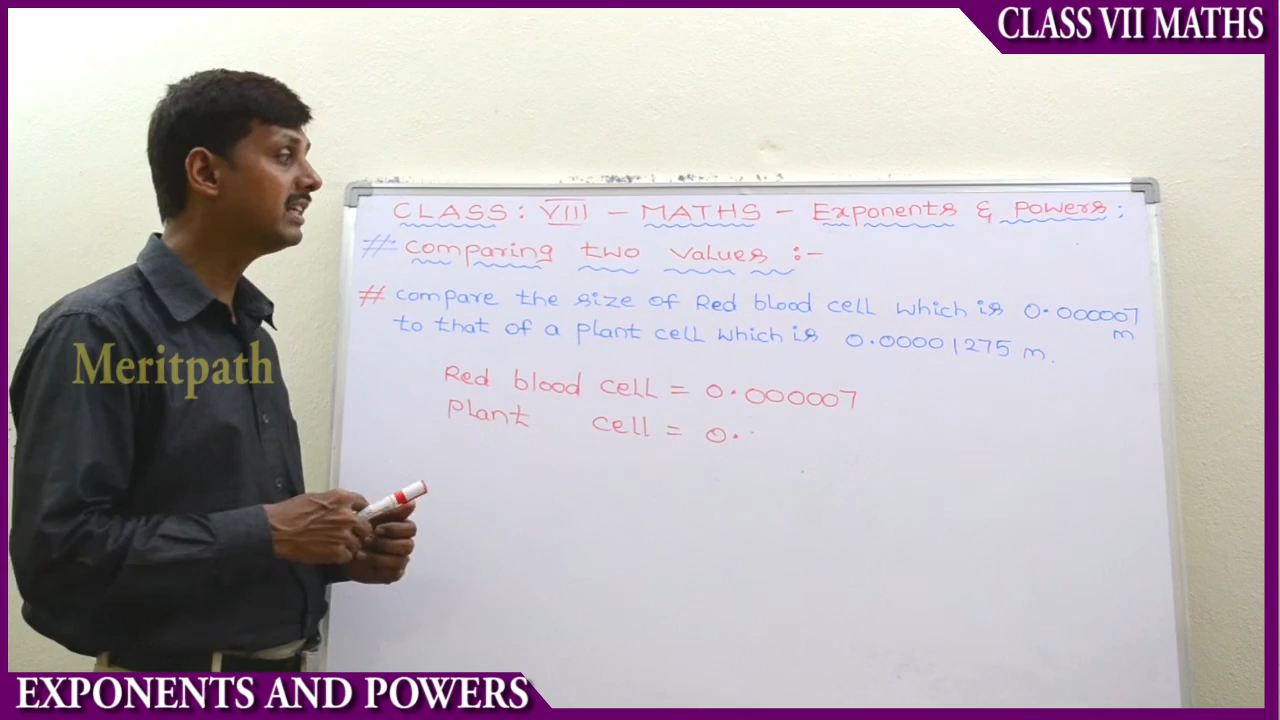 CLASS VII MATHS
CLASS: VIII - MATHS - Exponents & Powers:
# Comparing two values :-
# compare the size of Red blood cell which is 0.000007 m
to that of a plant cell which is 0.00001275 m.
Red blood cell = 0.000007
plant cell = 0.
Meritpath
EXPONENTS AND POWERS